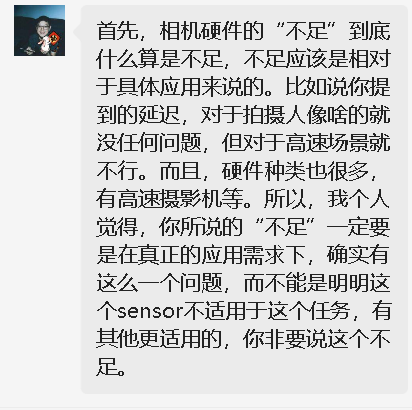 首先，相机硬件的“不足”到底
什么算是不足，不足应该是相对
于具体应用来说的。比如说你提
到的延迟，对于拍摄人像啥的就
没任何问题，但对于高速场景就
不行。而且，硬件种类也很多，
有高速摄影机等。所以，我个人
觉得，你所说的“不足”一定要
是在真正的应用需求下，确实有
这么一个问题，而不能是明明这
个sensor不适用于这个任务，有
其他更适用的，你非要说这个不
足。